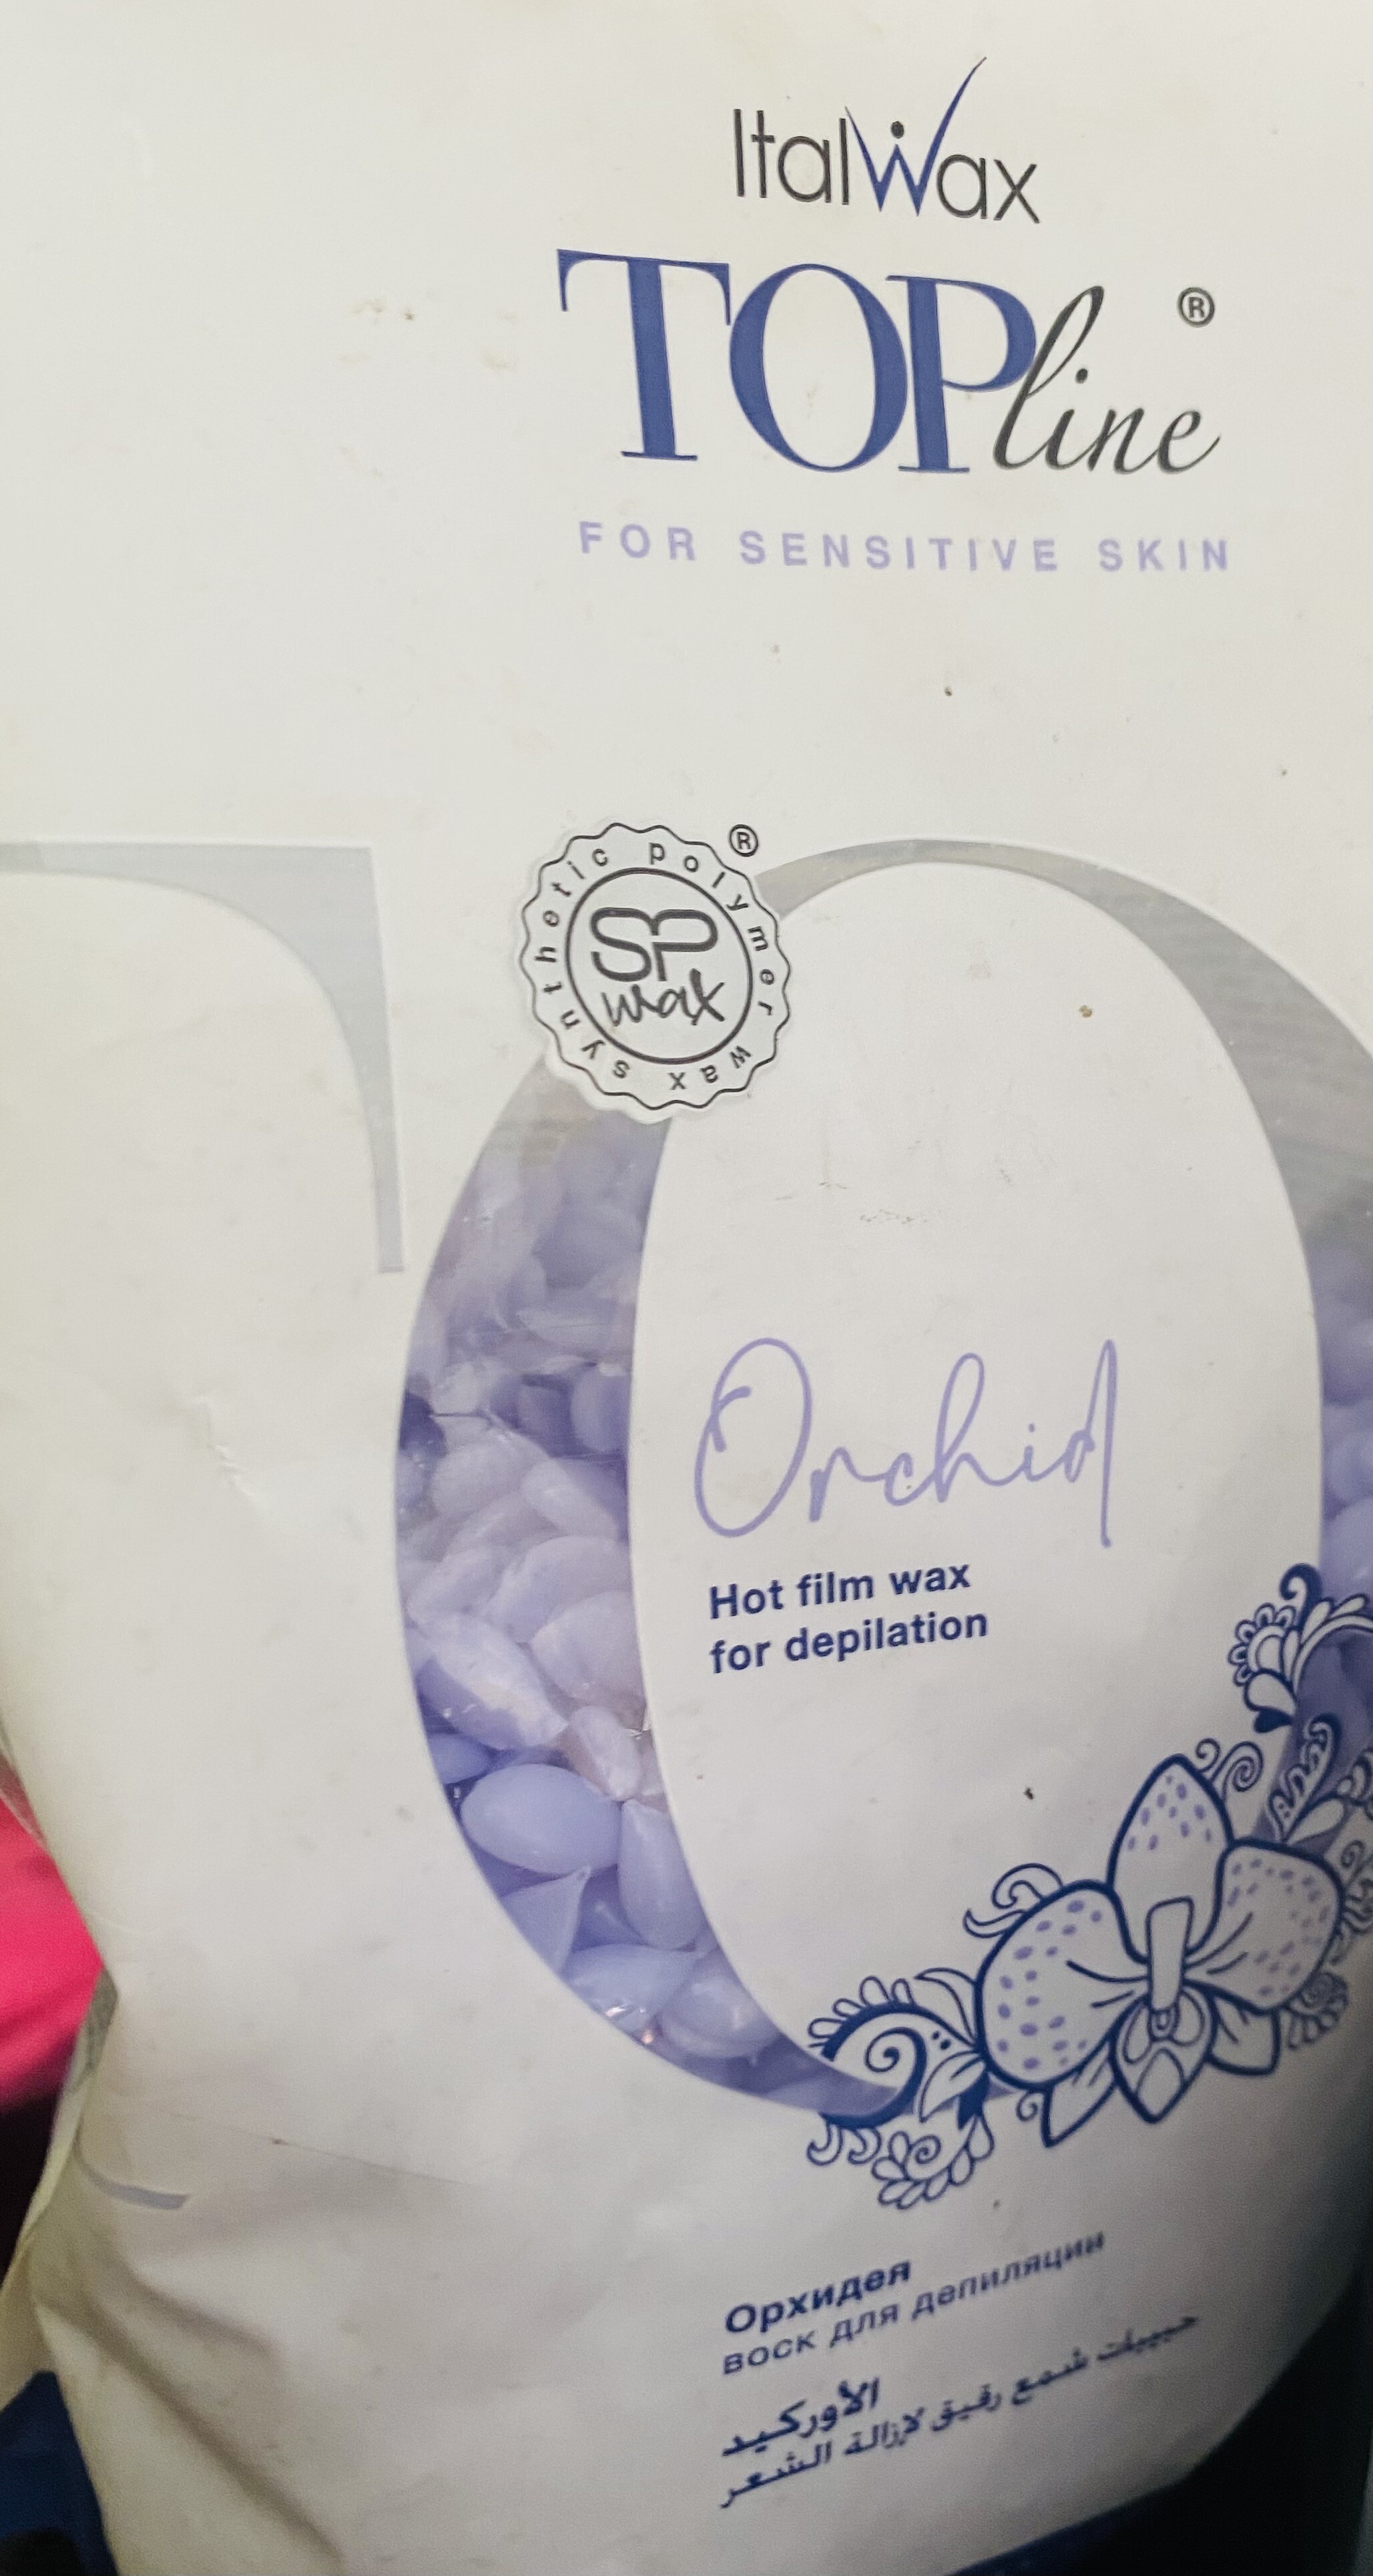 ItalWax
TOPline®
FOR SENSITIVE SKIN
synthetic polymer wax ®
SP
wax
Orchid
Hot film wax
for depilation
Орхидея
воск для депиляции
الأوركيد
حبيبات شمع رقيق لإزالة الشعر